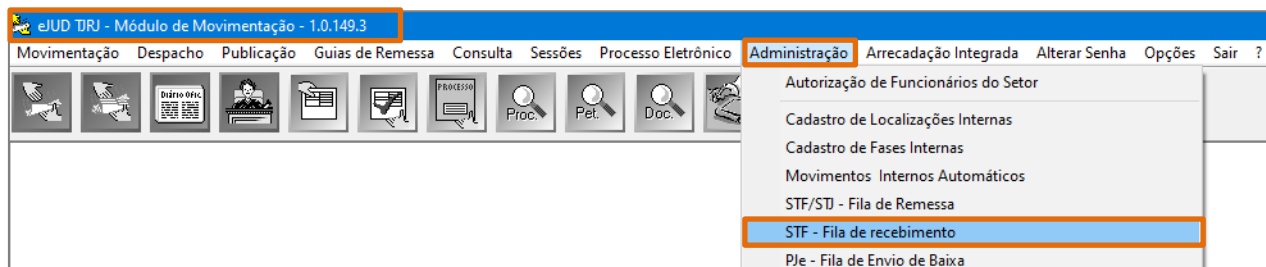 eJUD TJRJ - Módulo de Movimentação - 1.0.149.3
Movimentação Despacho Publicação Guias de Remessa Consulta Sessões Processo Eletrônico Administração Arrecadação Integrada Alterar Senha Opções Sair ?
Diário Ofic. PROCESSO Proc. Pet. Doc.
Autorização de Funcionários do Setor
Cadastro de Localizações Internas
Cadastro de Fases Internas
Movimentos Internos Automáticos
STF/STJ - Fila de Remessa
STF - Fila de recebimento
PJe - Fila de Envio de Baixa